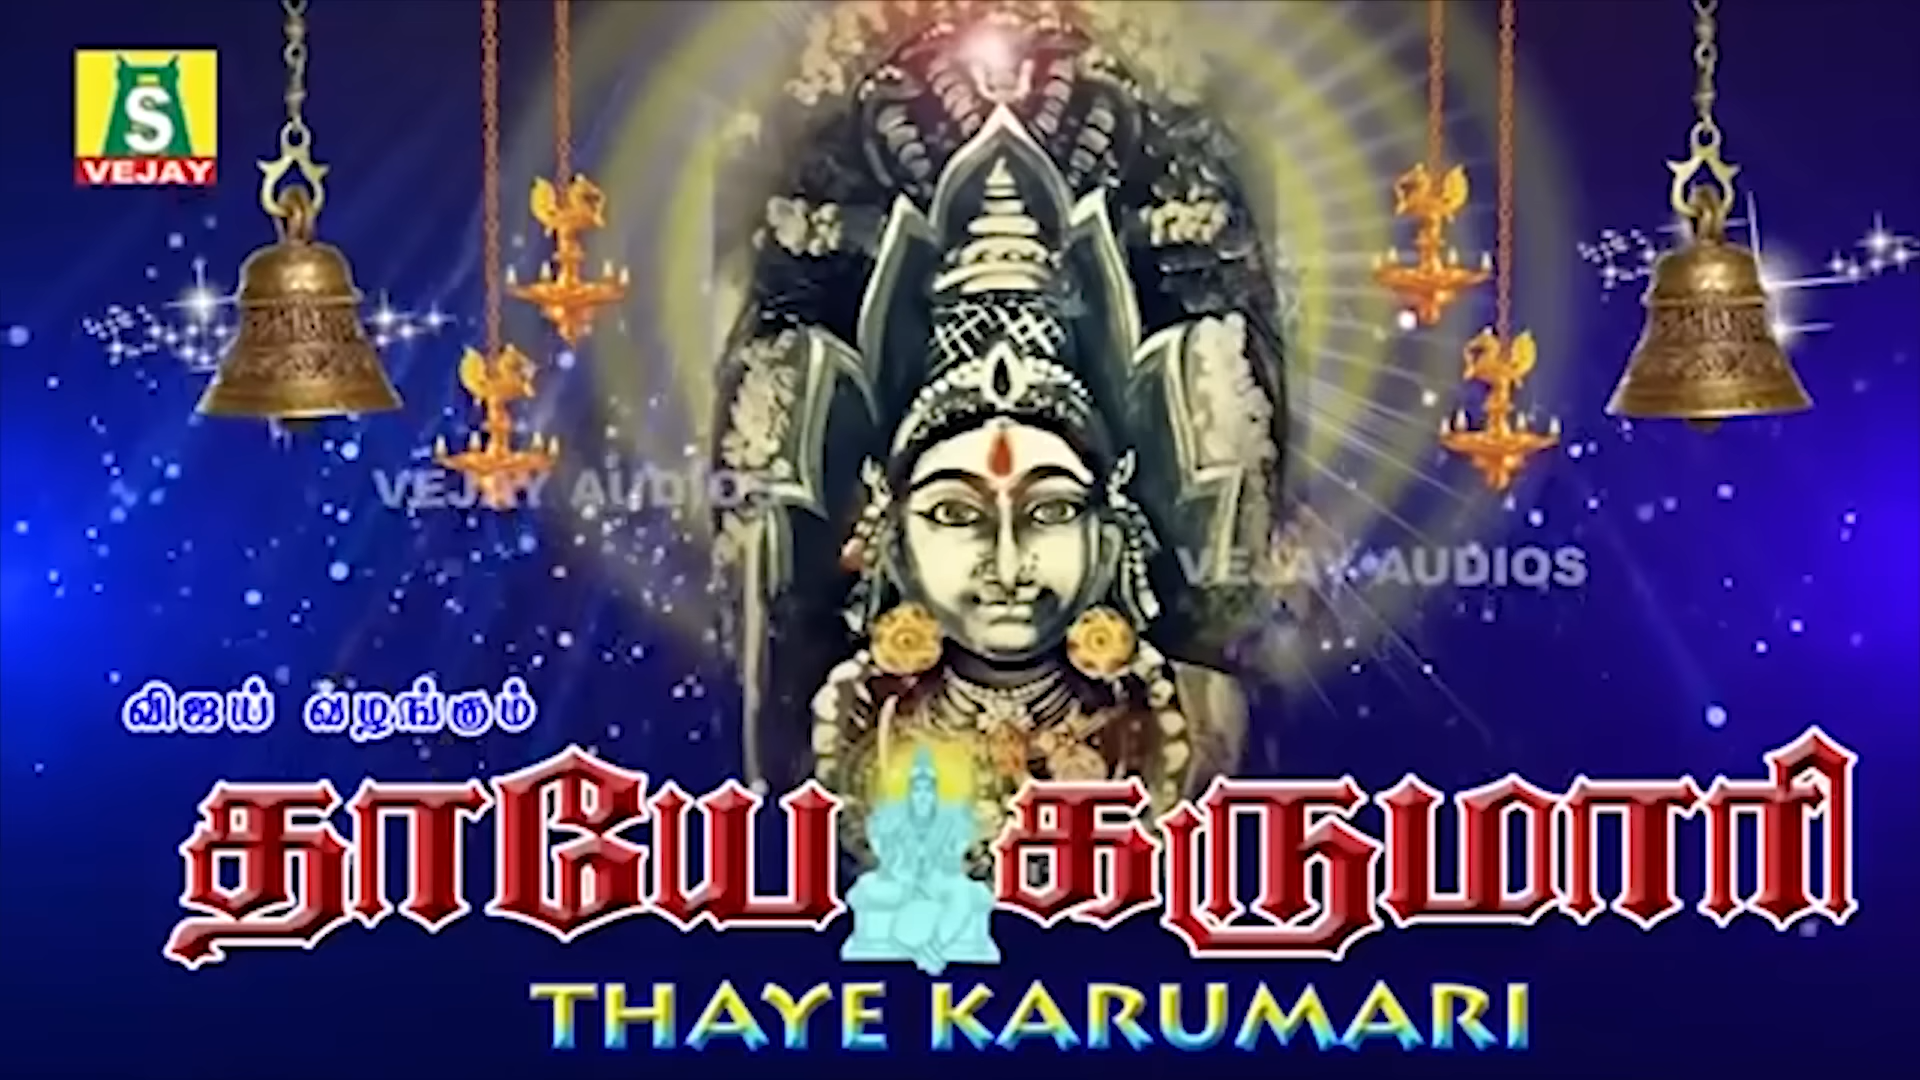 S
VEJAY
VEJAY AUDIOS
VEJAY AUDIOS
விஜய் வழங்கும்
தாயே கருமாரி
THAYE KARUMARI